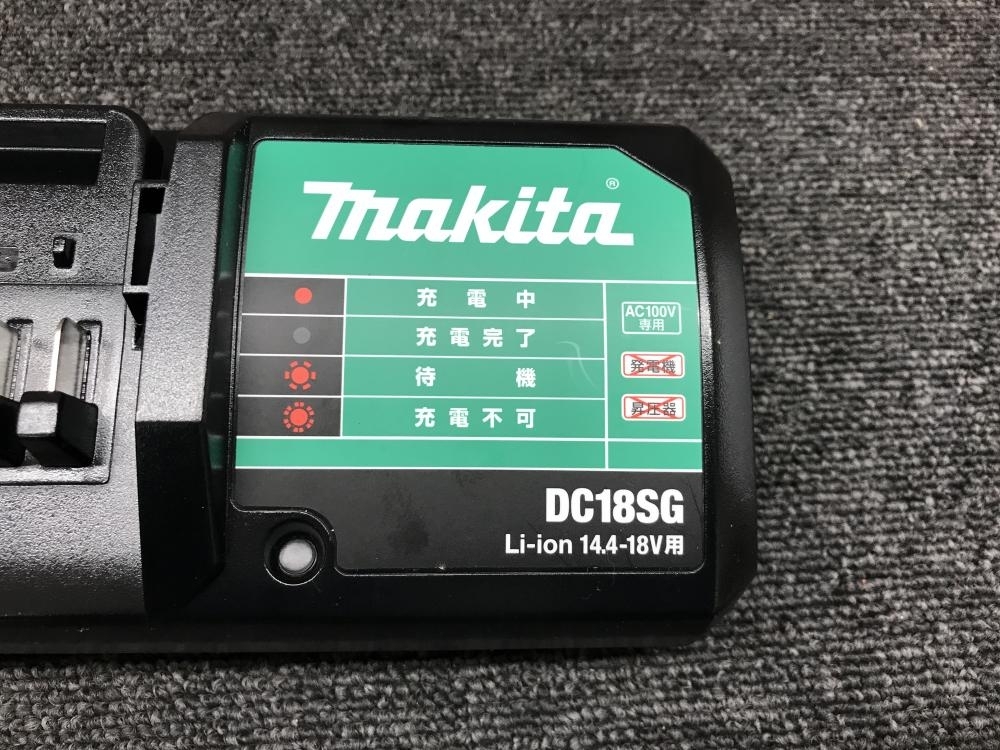 makita®
充電中
充電完了
待機
充電不可
AC100V
専用
発電機
昇圧器
DC18SG
Li-ion 14.4-18V用